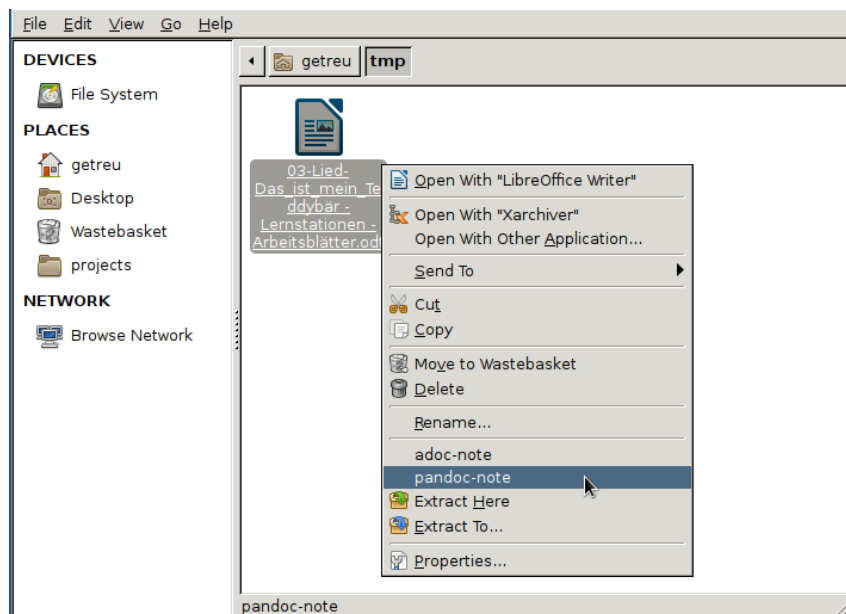 File Edit View Go Help
DEVICES
File System
PLACES
getreu
Desktop
Wastebasket
projects
NETWORK
Browse Network
getreu tmp
03-Lied-
Das_ist_mein_Te
ddybär -
Lernstationen -
Arbeitsblätter.odt
Open With "LibreOffice Writer"
Open With "Xarchiver"
Open With Other Application...
Send To
Cut
Copy
Move to Wastebasket
Delete
Rename...
adoc-note
pandoc-note
Extract Here
Extract To...
Properties...
pandoc-note